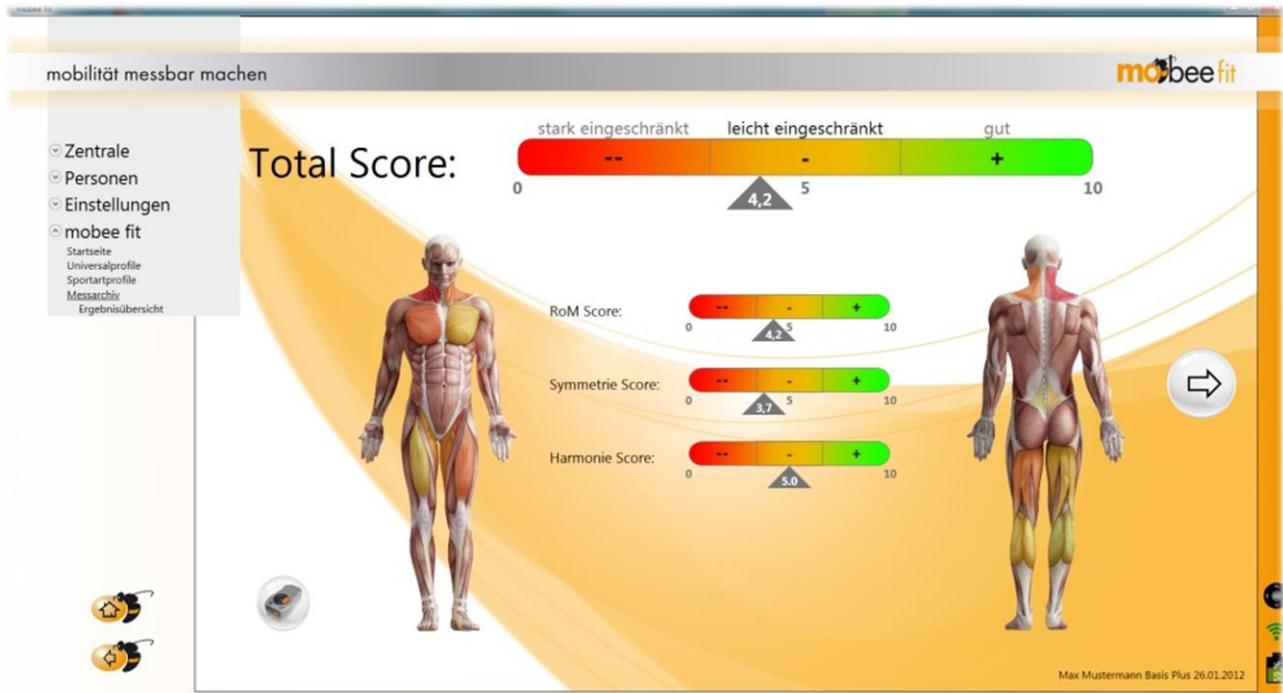 mobee fit
mobilität messbar machen
mobee fit
Zentrale
Personen
Einstellungen
mobee fit
Startseite
Universalprofile
Sportartprofile
Messarchiv
Ergebnisübersicht
Total Score:
stark eingeschränkt leicht eingeschränkt gut
-- - +
0 5 10
4,2
RoM Score:
-- - +
0 5 10
4,2
Symmetrie Score:
-- - +
0 5 10
3,7
Harmonie Score:
-- - +
0 10
5.0
Max Mustermann Basis Plus 26.01.2012